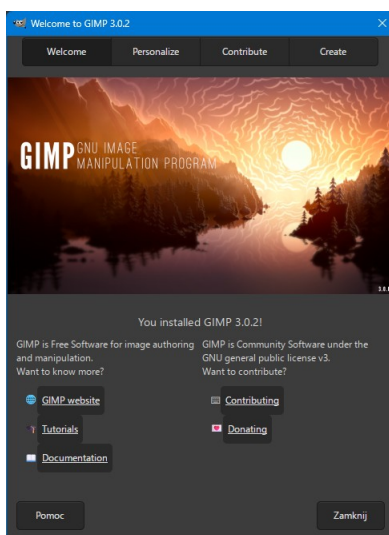 Welcome to GIMP 3.0.2
Welcome Personalize Contribute Create
GIMP GNU IMAGE
MANIPULATION PROGRAM
You installed GIMP 3.0.2!
GIMP is Free Software for image authoring
and manipulation.
Want to know more?
GIMP website
Tutorials
Documentation
GIMP is Community Software under the
GNU general public license v3.
Want to contribute?
Contributing
Donating
Pomoc
Zamknij